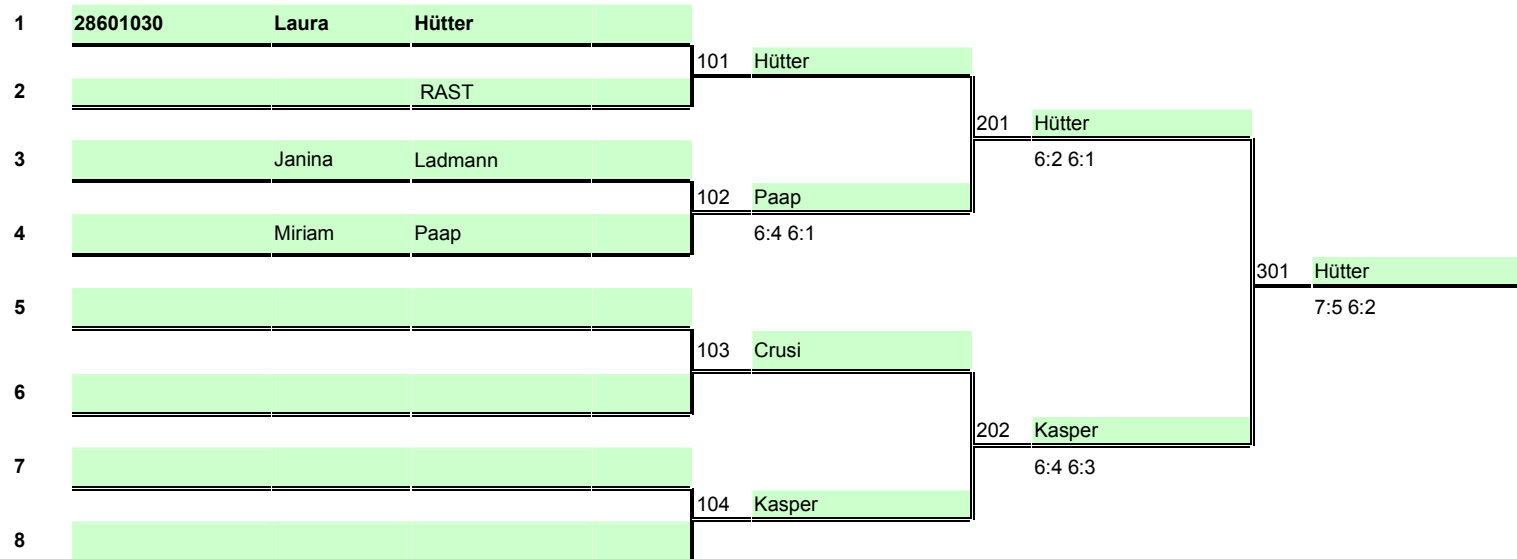 1 28601030 Laura Hütter
101 Hütter
2 RAST
201 Hütter
3 Janina Ladmann 6:2 6:1
102 Paap
4 Miriam Paap 6:4 6:1
301 Hütter
5 7:5 6:2
103 Crusi
6
202 Kasper
7 6:4 6:3
104 Kasper
8